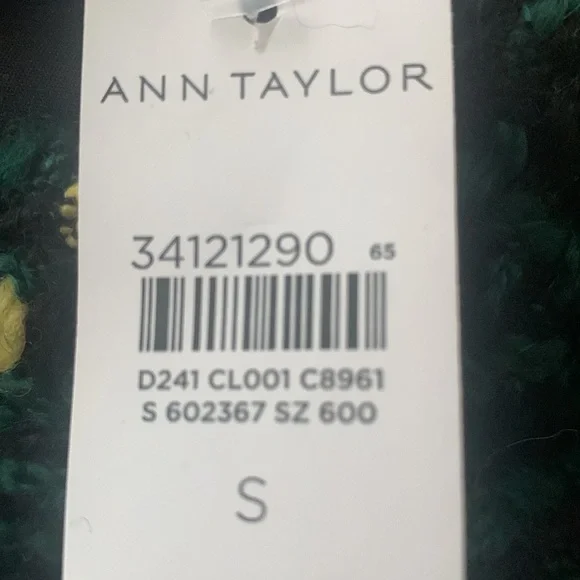 ANN TAYLOR
34121290 65
D241 CL001 C8961
S 602367 SZ 600
S